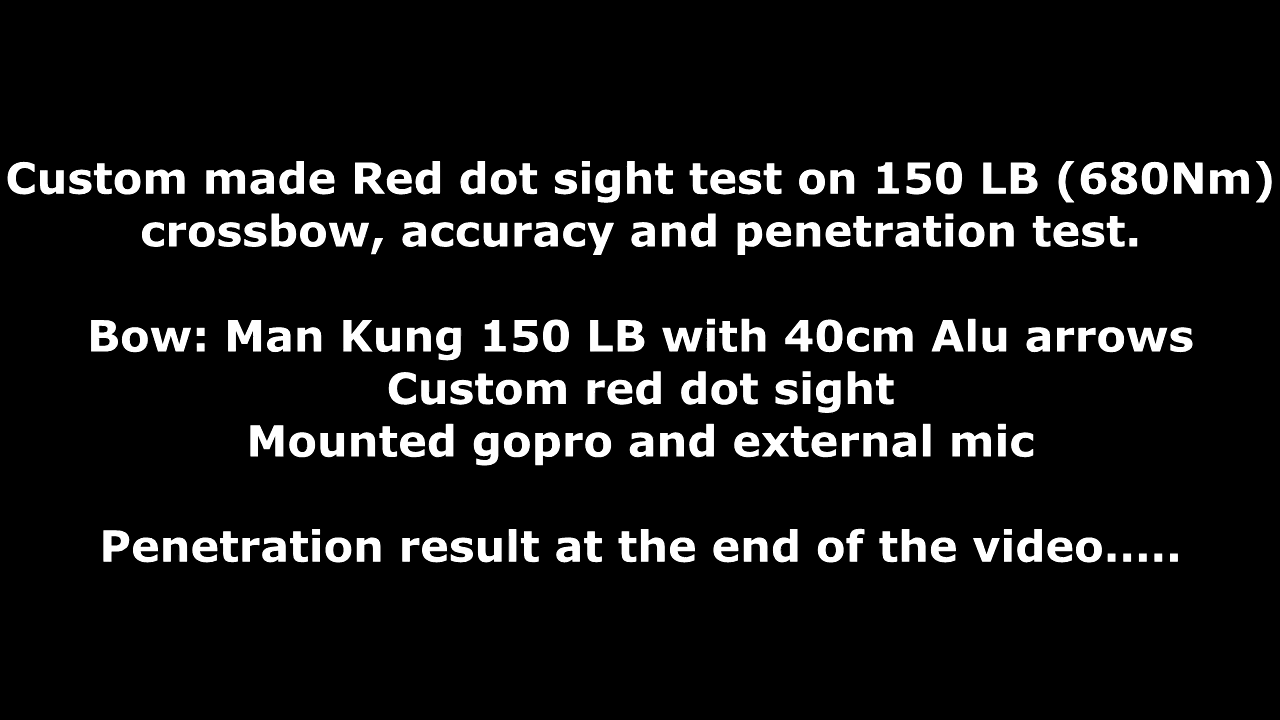 Custom made Red dot sight test on 150 LB (680Nm)
crossbow, accuracy and penetration test.
Bow: Man Kung 150 LB with 40cm Alu arrows
Custom red dot sight
Mounted gopro and external mic
Penetration result at the end of the video.....